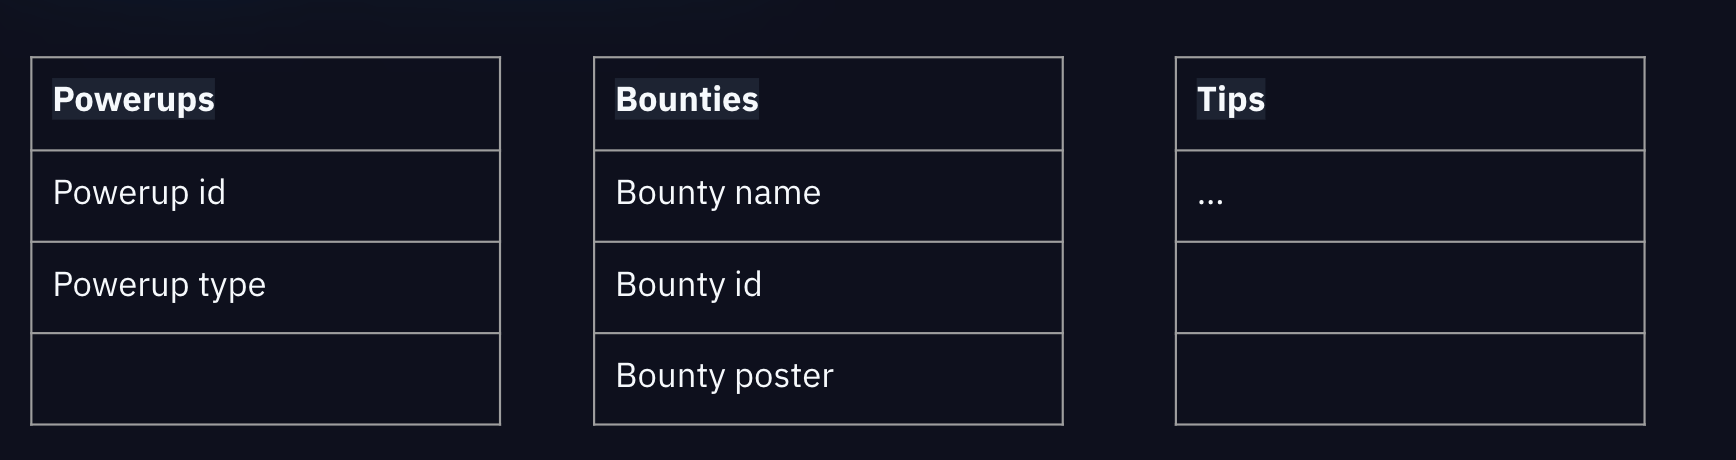 Powerups
Powerup id
Powerup type
Bounties
Bounty name
Bounty id
Bounty poster
Tips
...